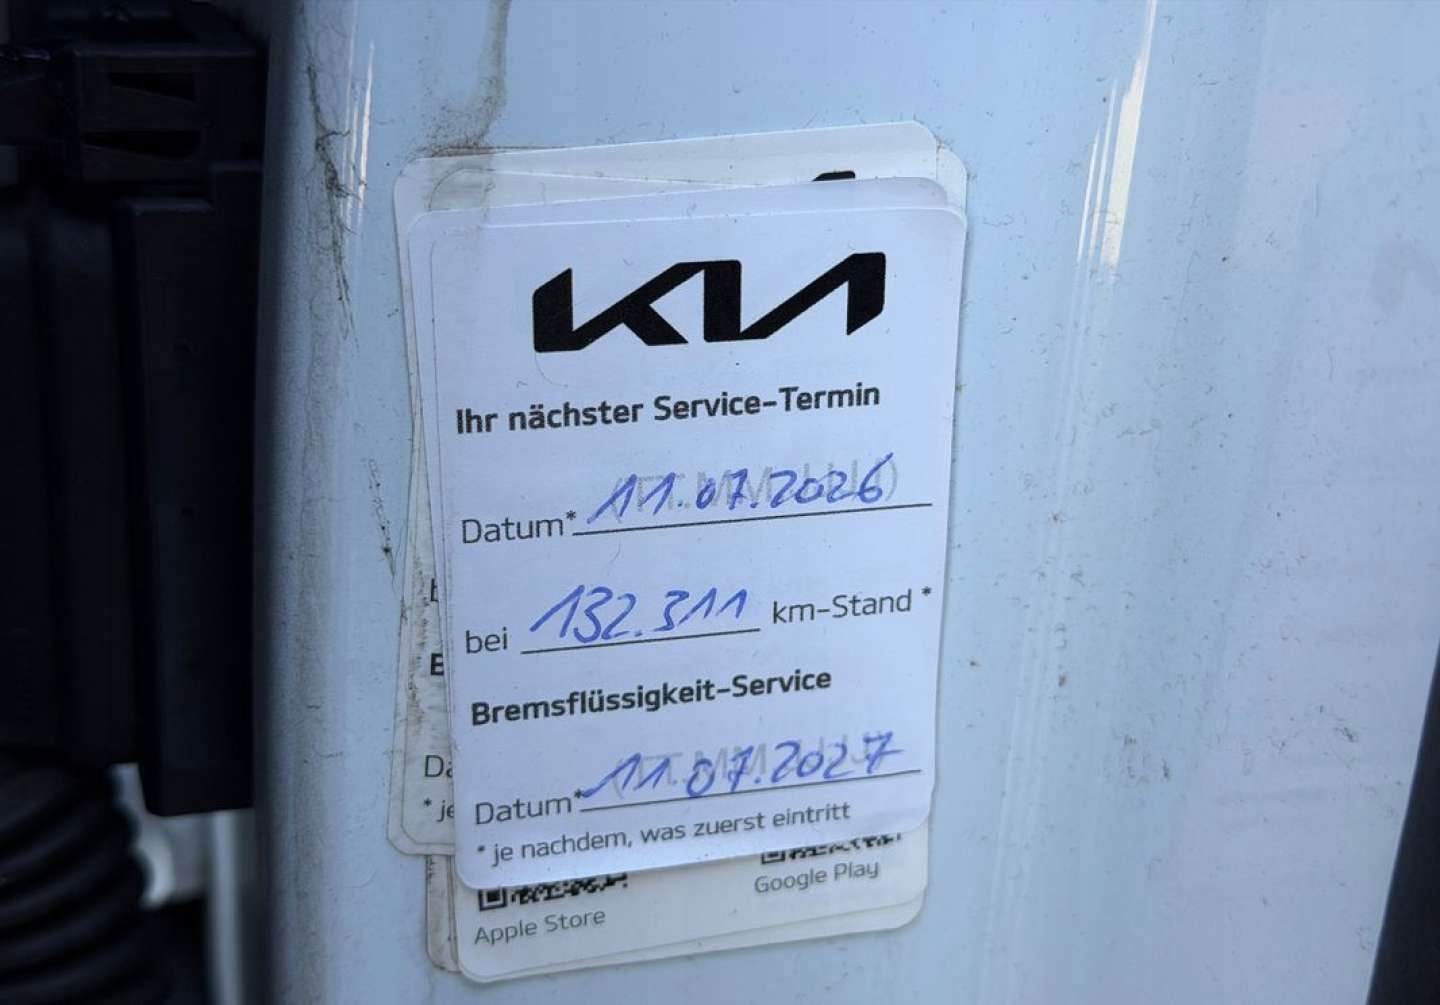 KIA
Ihr nächster Service-Termin
Datum* 11.07.2026
bei 132.311 km-Stand *
Bremsflüssigkeit-Service
Datum* 11.07.2027
* je nachdem, was zuerst eintritt
Google Play
Apple Store